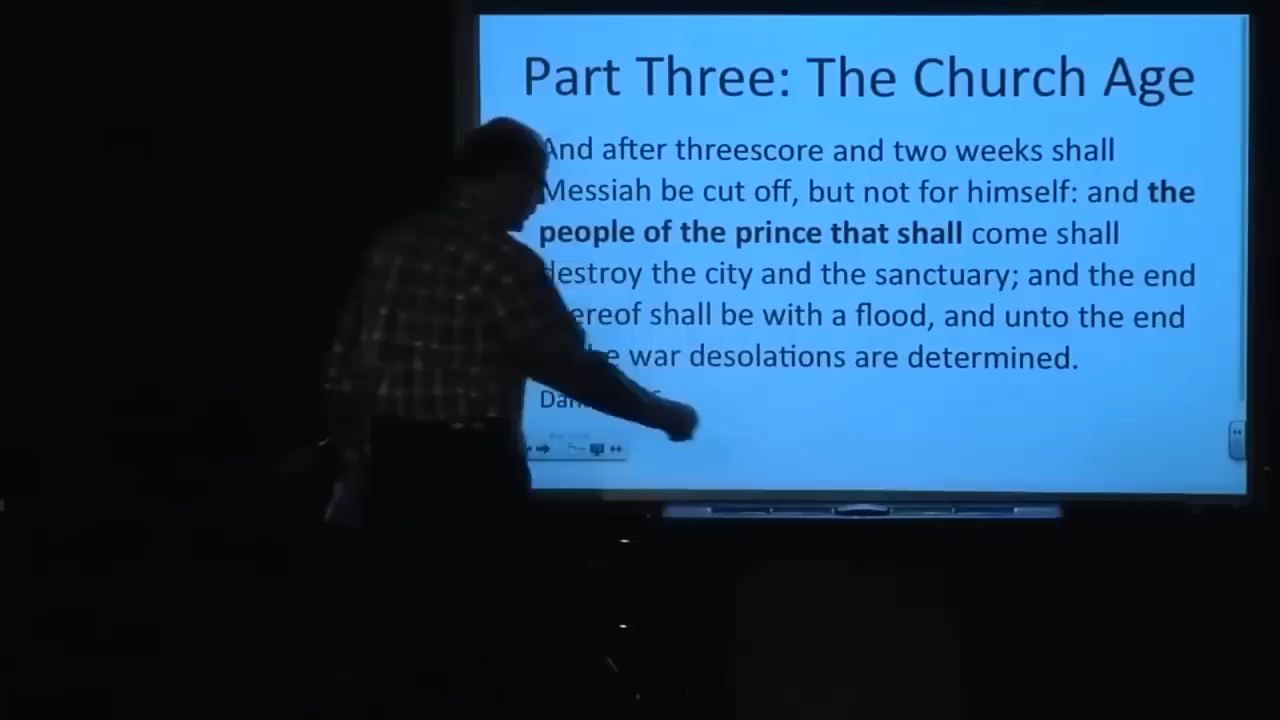 Part Three: The Church Age
And after threescore and two weeks shall
Messiah be cut off, but not for himself: and the
people of the prince that shall come shall
destroy the city and the sanctuary; and the end
ereof shall be with a flood, and unto the end
he war desolations are determined.